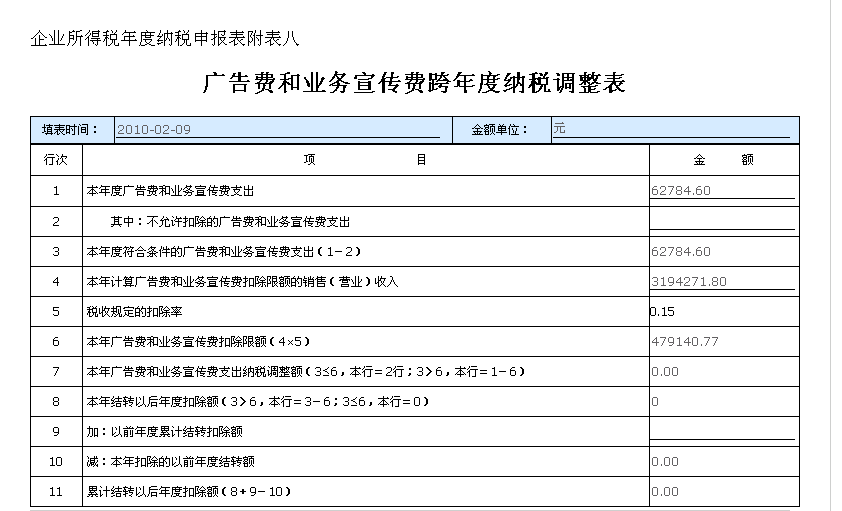 企业所得税年度纳税申报表附表八
广告费和业务宣传费跨年度纳税调整表
填表时间： 2010-02-09 金额单位： 元
行次 项 目 金 额
1 本年度广告费和业务宣传费支出 62784.60
2 其中：不允许扣除的广告费和业务宣传费支出
3 本年度符合条件的广告费和业务宣传费支出（1－2） 62784.60
4 本年计算广告费和业务宣传费扣除限额的销售（营业）收入 3194271.80
5 税收规定的扣除率 0.15
6 本年广告费和业务宣传费扣除限额（4×5） 479140.77
7 本年广告费和业务宣传费支出纳税调整额（3≤6，本行＝2行；3＞6，本行＝1－6） 0.00
8 本年结转以后年度扣除额（3＞6，本行＝3－6；3≤6，本行＝0） 0
9 加：以前年度累计结转扣除额
10 减：本年扣除的以前年度结转额 0.00
11 累计结转以后年度扣除额（8＋9－10） 0.00